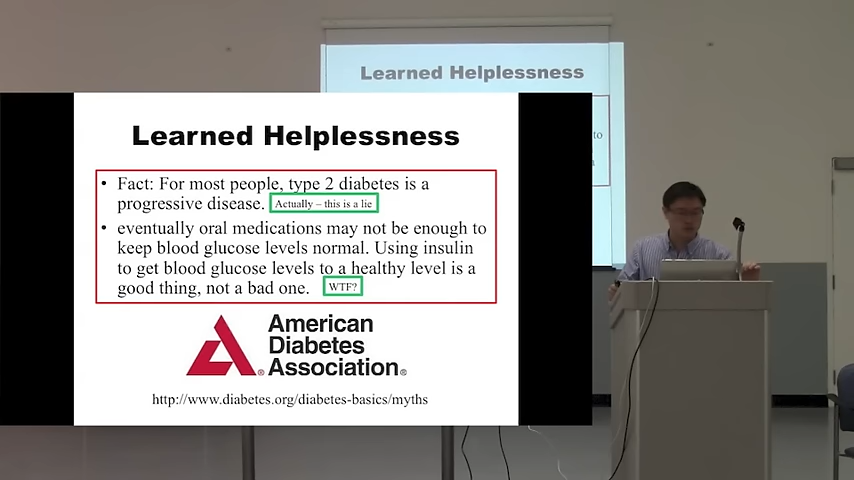 Learned Helplessness
Learned Helplessness
• Fact: For most people, type 2 diabetes is a
progressive disease. Actually – this is a lie
• eventually oral medications may not be enough to
keep blood glucose levels normal. Using insulin
to get blood glucose levels to a healthy level is a
good thing, not a bad one. WTF?
to
American
Diabetes
Association®
http://www.diabetes.org/diabetes-basics/myths